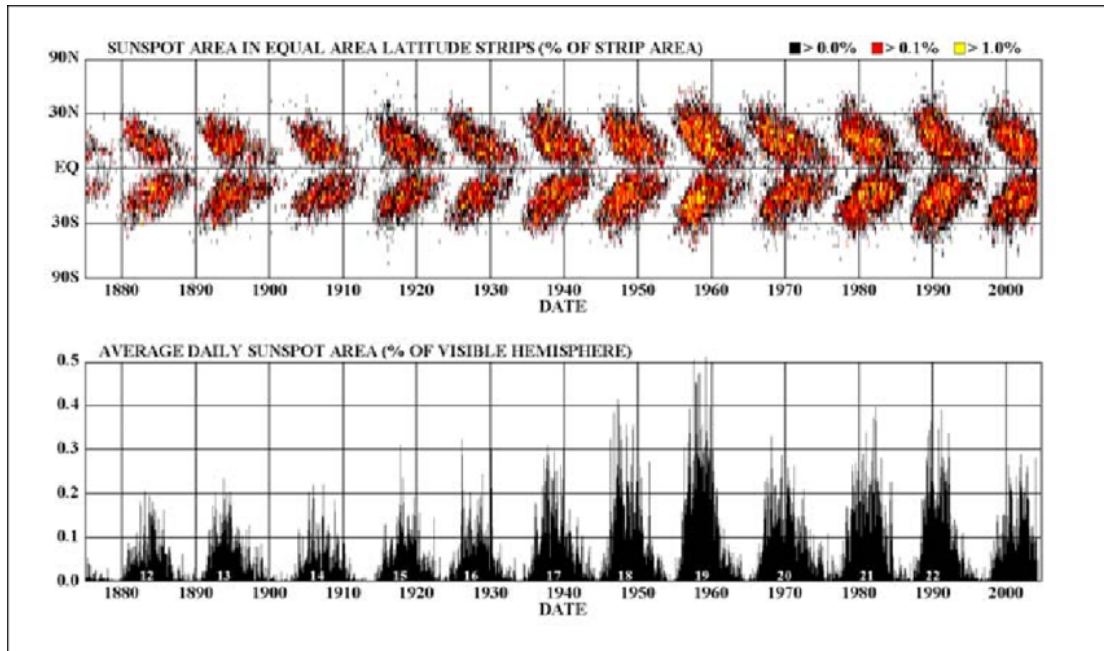 SUNSPOT AREA IN EQUAL AREA LATITUDE STRIPS (% OF STRIP AREA) > 0.0% > 0.1% > 1.0%
90N
30N
EQ
30S
90S
1880 1890 1900 1910 1920 1930 1940 1950 1960 1970 1980 1990 2000
DATE
AVERAGE DAILY SUNSPOT AREA (% OF VISIBLE HEMISPHERE)
0.5
0.4
0.3
0.2
0.1
0.0 12 13 14 15 16 17 18 19 20 21 22
1880 1890 1900 1910 1920 1930 1940 1950 1960 1970 1980 1990 2000
DATE